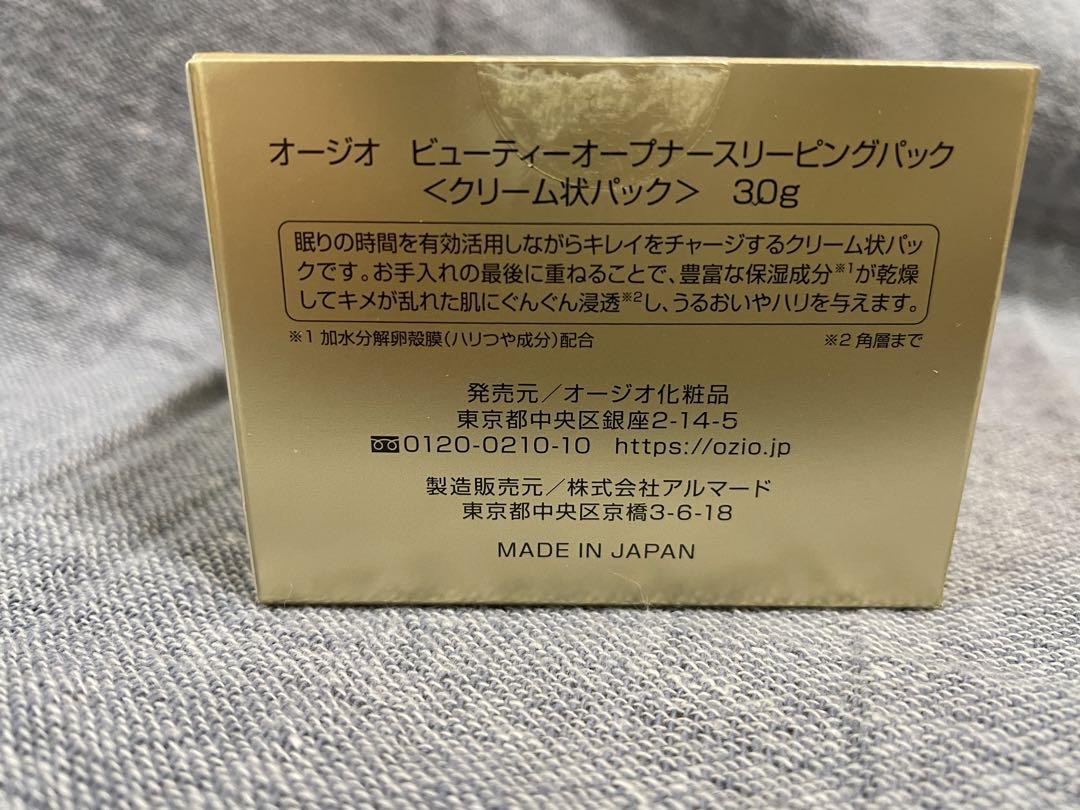 オージオ ビューティーオープナースリーピングパック
<クリーム状パック> 30g
眠りの時間を有効活用しながらキレイをチャージするクリーム状パッ
クです。お手入れの最後に重ねることで、豊富な保湿成分※1が乾燥
してキメが乱れた肌にぐんぐん浸透※2し、うるおいやハリを与えます。
※1 加水分解卵殻膜(ハリつや成分)配合 ※2 角層まで
発売元/オージオ化粧品
東京都中央区銀座2-14-5
0120-0210-10 https://ozio.jp
製造販売元/株式会社アルマード
東京都中央区京橋3-6-18
MADE IN JAPAN